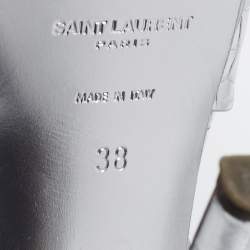 SAINT LAURENT
PARIS
MADE IN ITALY
38